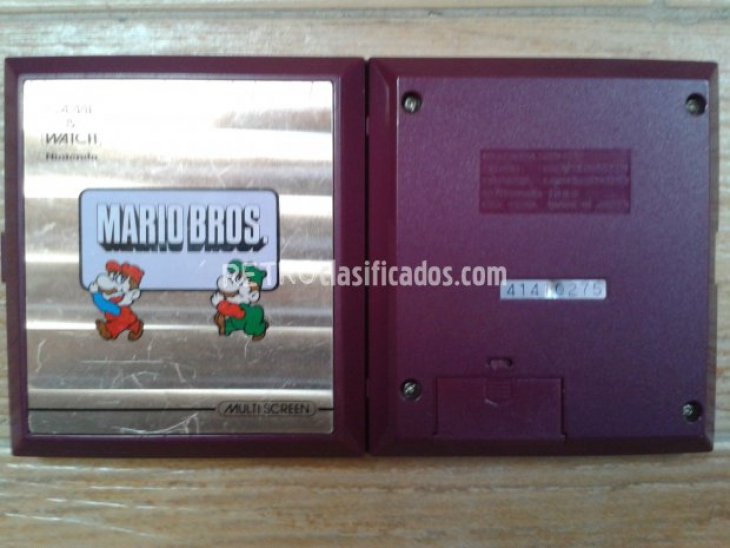 GAME
&
WATCH
Nintendo
MARIO BROS.
RETROclasificados.com
41410275
MULTI SCREEN